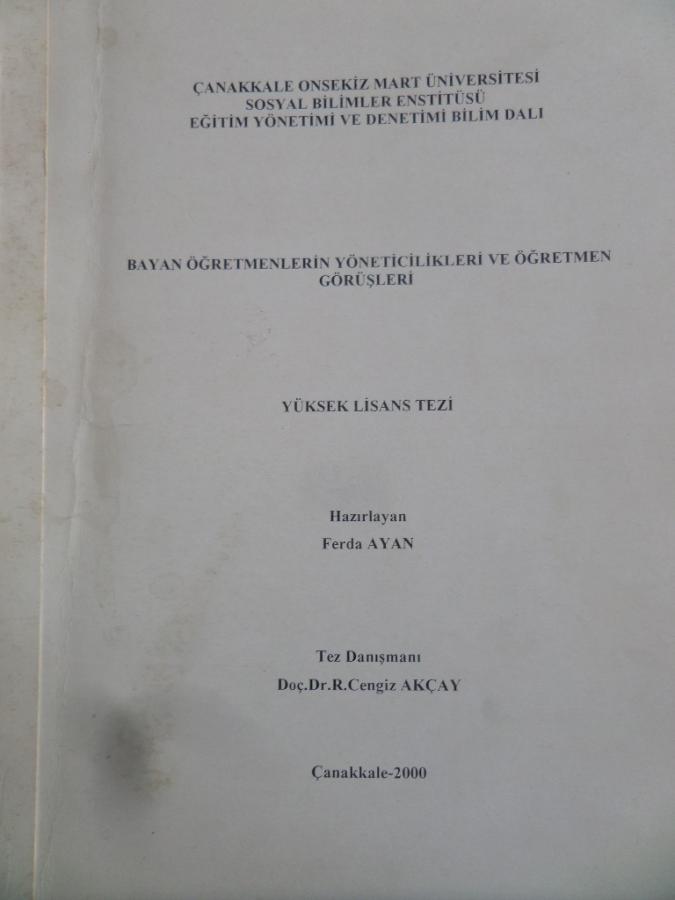 ÇANAKKALE ONSEKİZ MART ÜNİVERSİTESİ
SOSYAL BİLİMLER ENSTİTÜSÜ
EĞİTİM YÖNETİMİ VE DENETİMİ BİLİM DALI
BAYAN ÖĞRETMENLERİN YÖNETİCİLİKLERİ VE ÖĞRETMEN
GÖRÜŞLERİ
YÜKSEK LİSANS TEZİ
Hazırlayan
Ferda AYAN
Tez Danışmanı
Doç.Dr.R.Cengiz AKÇAY
Çanakkale-2000